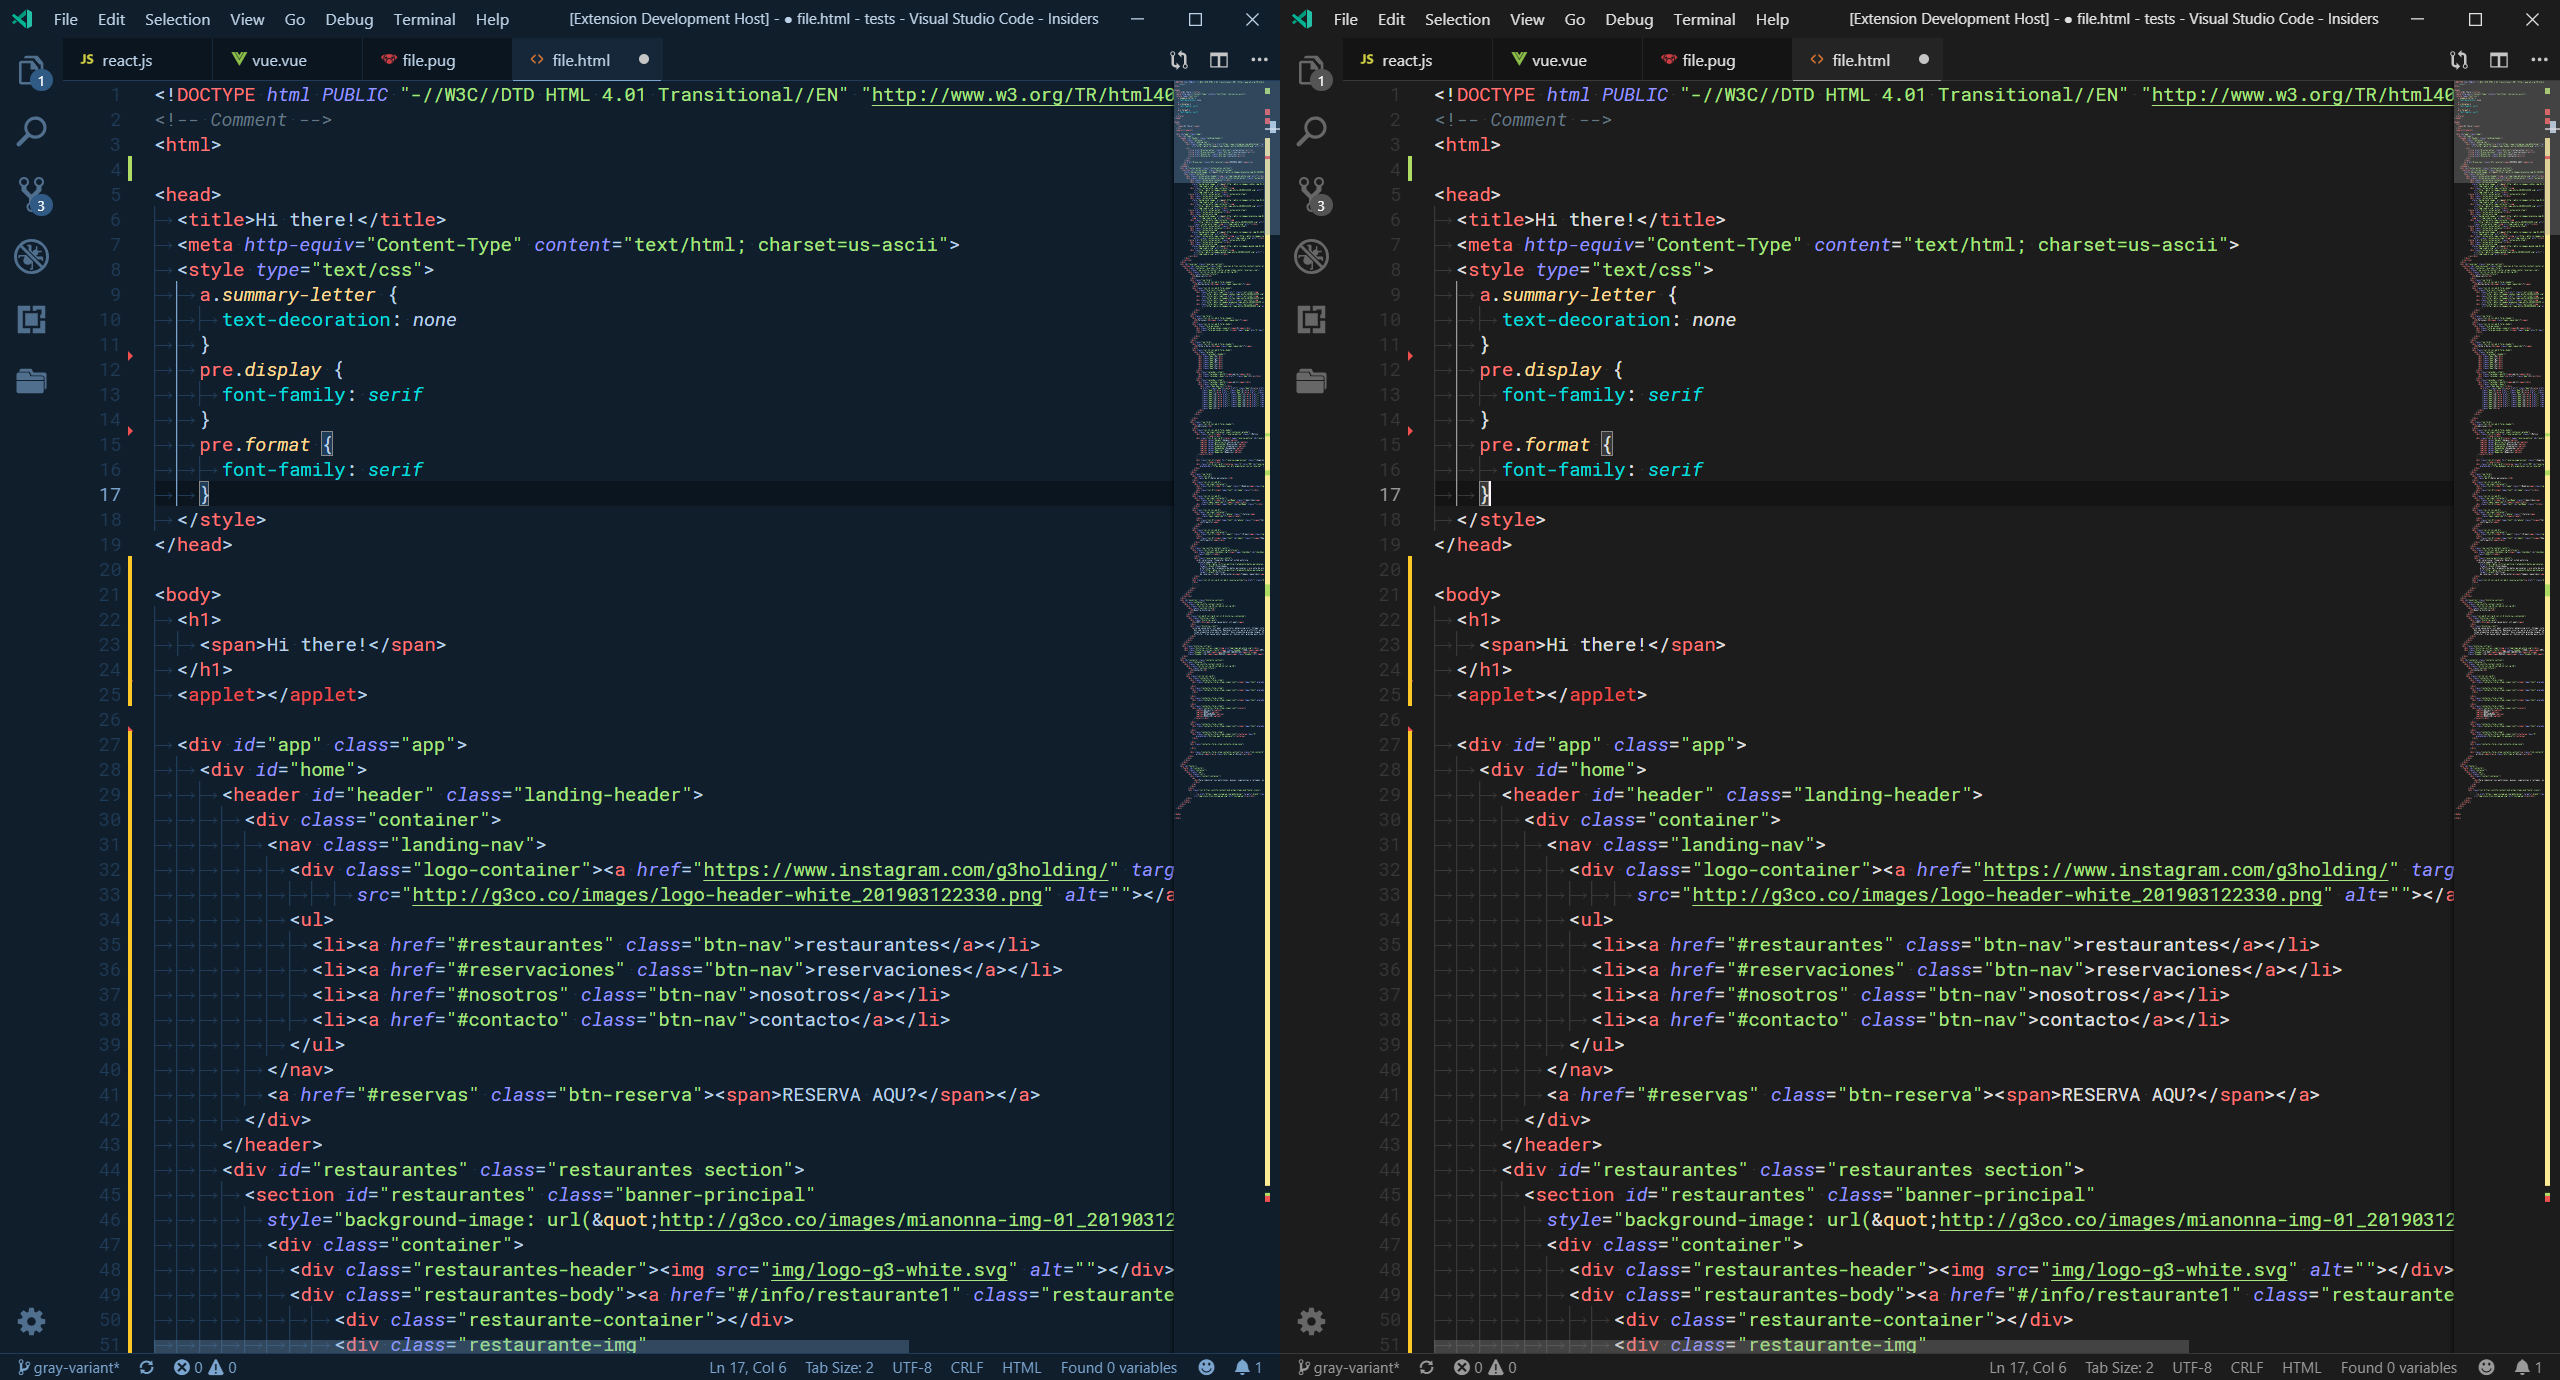 File Edit Selection View Go Debug Terminal Help [Extension Development Host] - ● file.html - tests - Visual Studio Code - Insiders
JS react.js vue.vue file.pug <> file.html
1
3
1 <!DOCTYPE html PUBLIC "-//W3C//DTD HTML 4.01 Transitional//EN" "http://www.w3.org/TR/html40
2 <!-- Comment -->
3 <html>
4
5 <head>
6 <title>Hi there!</title>
7 <meta http-equiv="Content-Type" content="text/html; charset=us-ascii">
8 <style type="text/css">
9 a.summary-letter {
10 text-decoration: none
11 }
12 pre.display {
13 font-family: serif
14 }
15 pre.format {
16 font-family: serif
17 }
18 </style>
19 </head>
20
21 <body>
22 <h1>
23 <span>Hi there!</span>
24 </h1>
25 <applet></applet>
26
27 <div id="app" class="app">
28 <div id="home">
29 <header id="header" class="landing-header">
30 <div class="container">
31 <nav class="landing-nav">
32 <div class="logo-container"><a href="https://www.instagram.com/g3holding/" targ
33 src="http://g3co.co/images/logo-header-white_201903122330.png" alt=""></a
34 <ul>
35 <li><a href="#restaurantes" class="btn-nav">restaurantes</a></li>
36 <li><a href="#reservaciones" class="btn-nav">reservaciones</a></li>
37 <li><a href="#nosotros" class="btn-nav">nosotros</a></li>
38 <li><a href="#contacto" class="btn-nav">contacto</a></li>
39 </ul>
40 </nav>
41 <a href="#reservas" class="btn-reserva"><span>RESERVA AQU?</span></a>
42 </div>
43 </header>
44 <div id="restaurantes" class="restaurantes section">
45 <section id="restaurantes" class="banner-principal"
46 style="background-image: url(&quot;http://g3co.co/images/mianonna-img-01_20190312
47 <div class="container">
48 <div class="restaurantes-header"><img src="img/logo-g3-white.svg" alt=""></div>
49 <div class="restaurantes-body"><a href="#/info/restaurante1" class="restaurante
50 <div class="restaurante-container"></div>
51 <div class="restaurante-img"
gray-variant* 0 0 Ln 17, Col 6 Tab Size: 2 UTF-8 CRLF HTML Found 0 variables 1
File Edit Selection View Go Debug Terminal Help [Extension Development Host] - ● file.html - tests - Visual Studio Code - Insiders
JS react.js vue.vue file.pug <> file.html
1
3
1 <!DOCTYPE html PUBLIC "-//W3C//DTD HTML 4.01 Transitional//EN" "http://www.w3.org/TR/html40
2 <!-- Comment -->
3 <html>
4
5 <head>
6 <title>Hi there!</title>
7 <meta http-equiv="Content-Type" content="text/html; charset=us-ascii">
8 <style type="text/css">
9 a.summary-letter {
10 text-decoration: none
11 }
12 pre.display {
13 font-family: serif
14 }
15 pre.format {
16 font-family: serif
17 }
18 </style>
19 </head>
20
21 <body>
22 <h1>
23 <span>Hi there!</span>
24 </h1>
25 <applet></applet>
26
27 <div id="app" class="app">
28 <div id="home">
29 <header id="header" class="landing-header">
30 <div class="container">
31 <nav class="landing-nav">
32 <div class="logo-container"><a href="https://www.instagram.com/g3holding/" targ
33 src="http://g3co.co/images/logo-header-white_201903122330.png" alt=""></a
34 <ul>
35 <li><a href="#restaurantes" class="btn-nav">restaurantes</a></li>
36 <li><a href="#reservaciones" class="btn-nav">reservaciones</a></li>
37 <li><a href="#nosotros" class="btn-nav">nosotros</a></li>
38 <li><a href="#contacto" class="btn-nav">contacto</a></li>
39 </ul>
40 </nav>
41 <a href="#reservas" class="btn-reserva"><span>RESERVA AQU?</span></a>
42 </div>
43 </header>
44 <div id="restaurantes" class="restaurantes section">
45 <section id="restaurantes" class="banner-principal"
46 style="background-image: url(&quot;http://g3co.co/images/mianonna-img-01_20190312
47 <div class="container">
48 <div class="restaurantes-header"><img src="img/logo-g3-white.svg" alt=""></div>
49 <div class="restaurantes-body"><a href="#/info/restaurante1" class="restaurante
50 <div class="restaurante-container"></div>
51 <div class="restaurante-img"
gray-variant* 0 0 Ln 17, Col 6 Tab Size: 2 UTF-8 CRLF HTML Found 0 variables 1